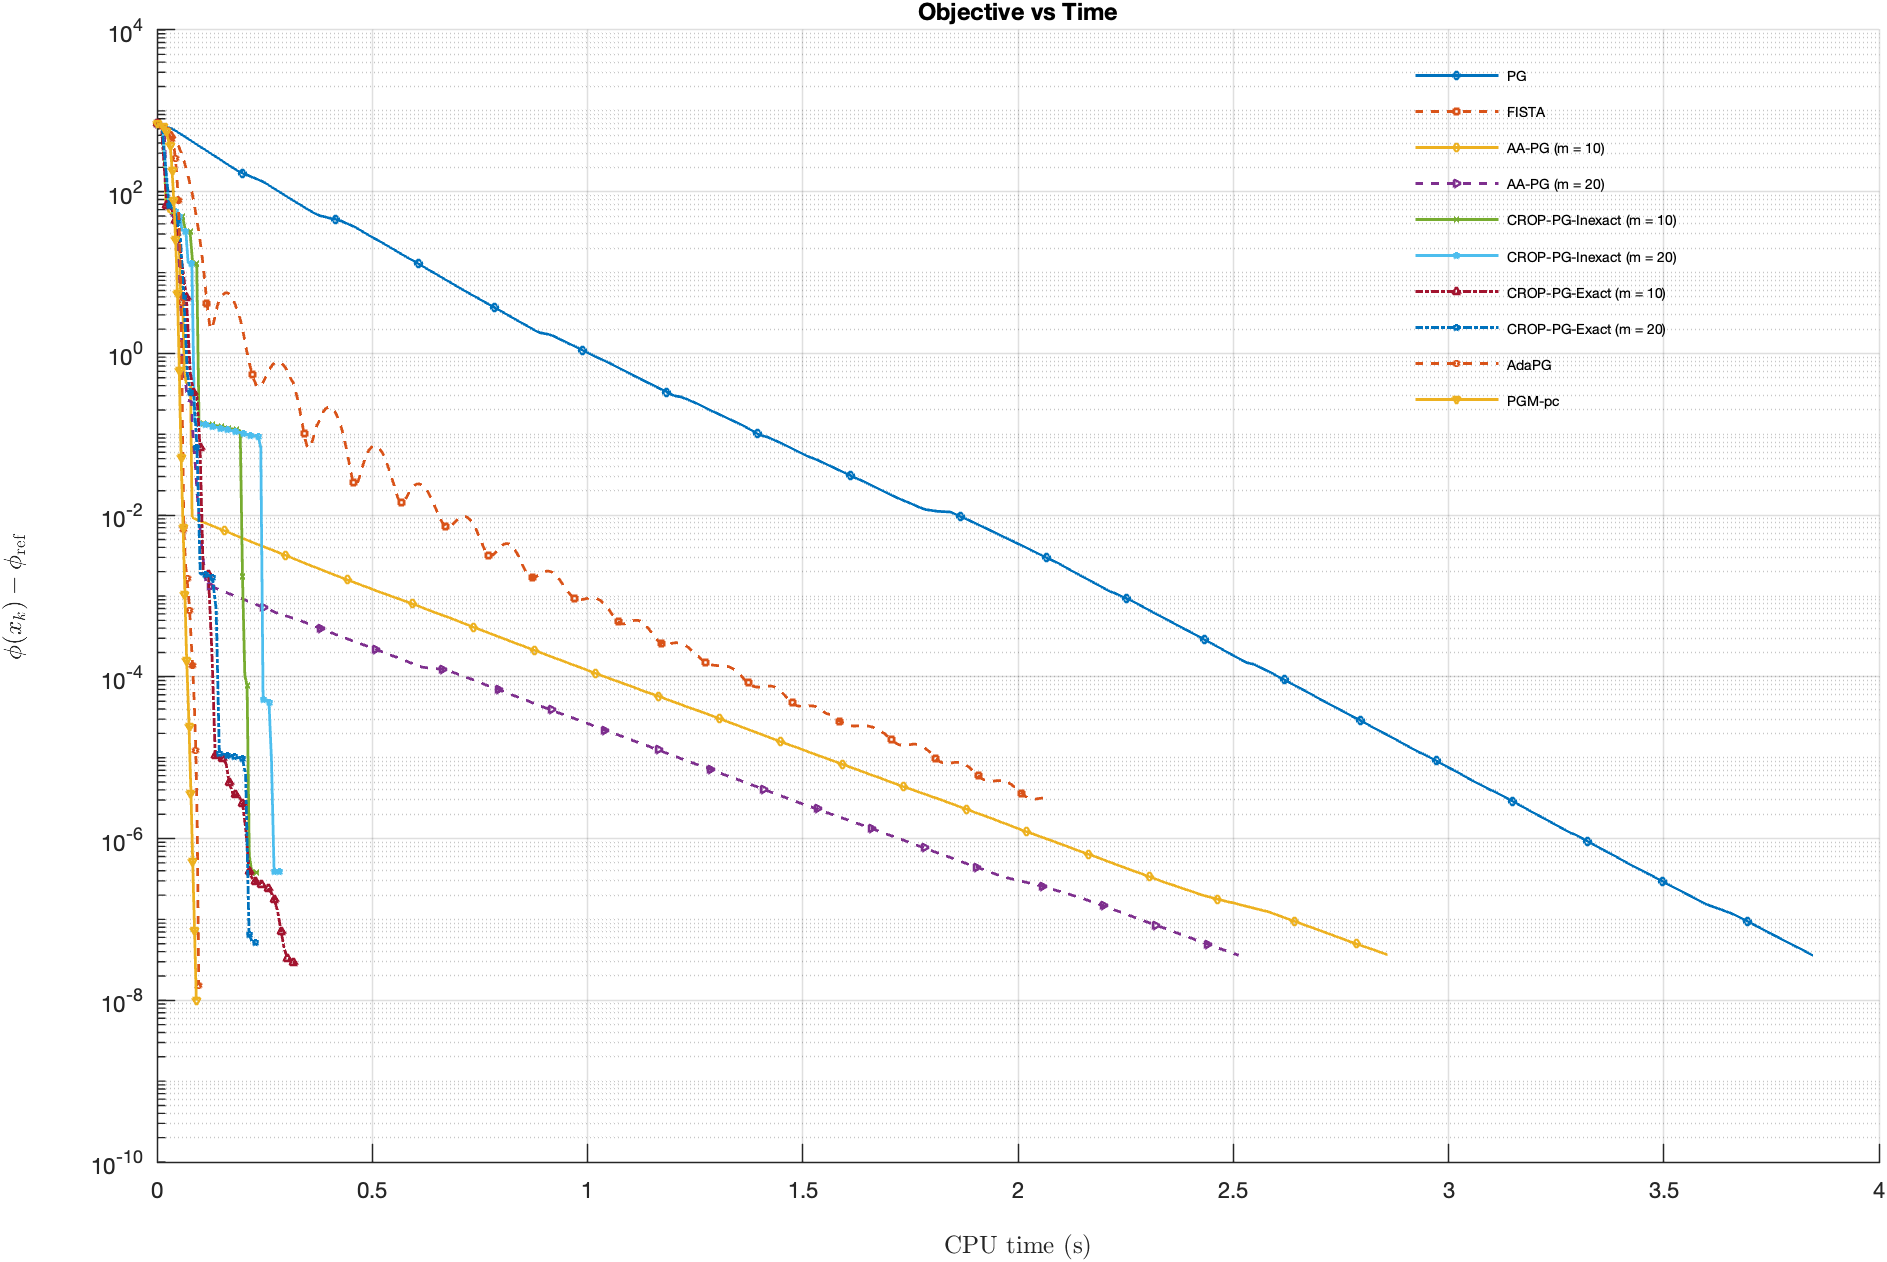 Objective vs Time
10^4
10^2
10^0
10^-2
10^-4
10^-6
10^-8
10^-10
ϕ(x_k) − ϕ_ref
0 0.5 1 1.5 2 2.5 3 3.5 4
CPU time (s)
PG
FISTA
AA-PG (m = 10)
AA-PG (m = 20)
CROP-PG-Inexact (m = 10)
CROP-PG-Inexact (m = 20)
CROP-PG-Exact (m = 10)
CROP-PG-Exact (m = 20)
AdaPG
PGM-pc